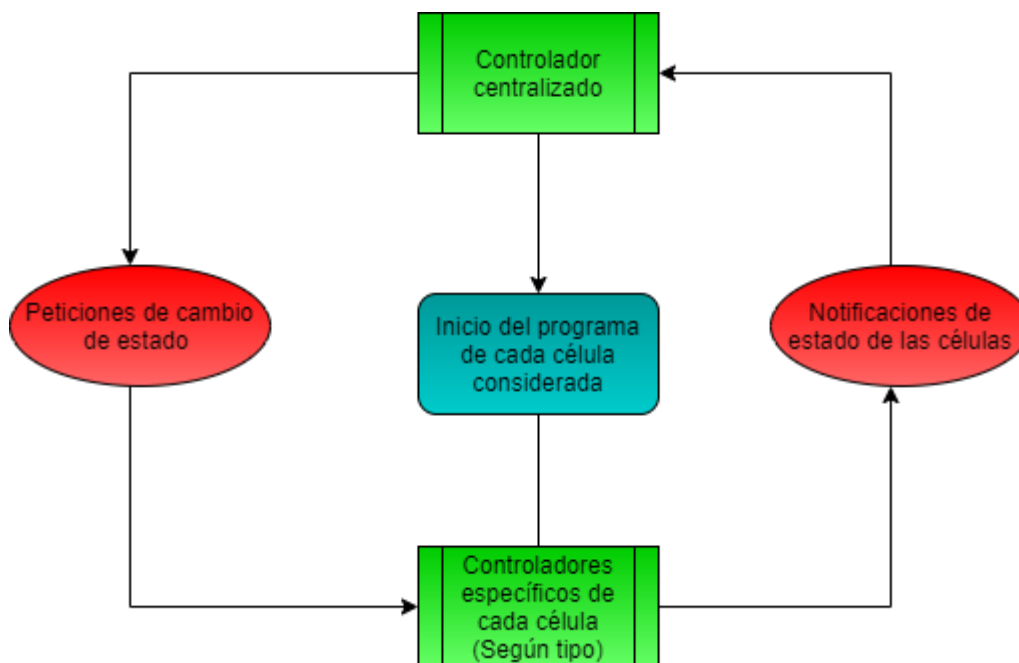 Controlador
centralizado
Peticiones de cambio
de estado
Inicio del programa
de cada célula
considerada
Notificaciones de
estado de las células
Controladores
específicos de
cada célula
(Según tipo)